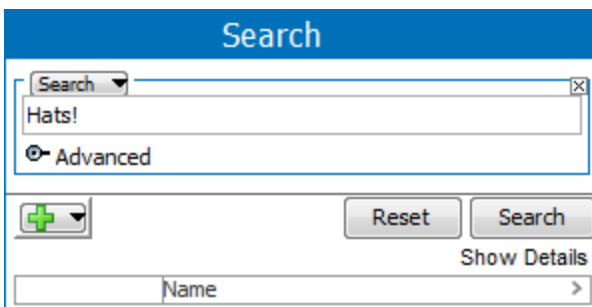 Search
Search
Hats!
Advanced
Reset Search
Show Details
Name